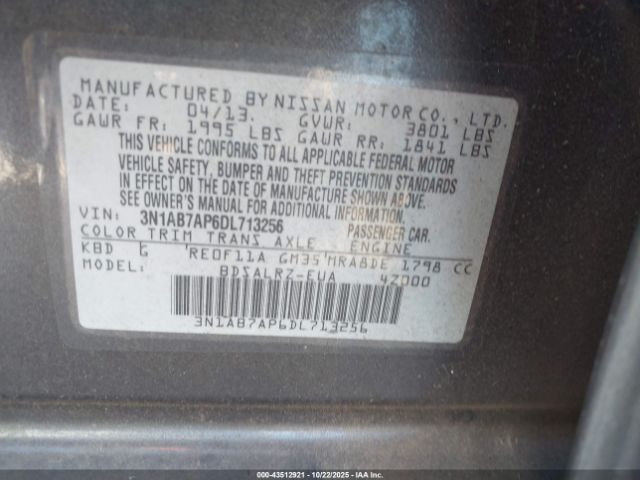 MANUFACTURED BY NISSAN MOTOR CO., LTD.
DATE: 04/13. GVWR: 3801 LBS
GAWR FR: 1995 LBS GAWR RR: 1841 LBS
THIS VEHICLE CONFORMS TO ALL APPLICABLE FEDERAL MOTOR
VEHICLE SAFETY, BUMPER AND THEFT PREVENTION STANDARDS
IN EFFECT ON THE DATE OF MANUFACTURE SHOWN ABOVE.
SEE OWNER'S MANUAL FOR ADDITIONAL INFORMATION.
VIN: 3N1AB7AP6DL713256 PASSENGER CAR.
COLOR TRIM TRANS AXLE ENGINE
KBD G RE0F11A GM35 MRA8DE 1798 CC
MODEL: BDSALRZ-EUA 4Z000
3N1AB7AP6DL713256
000-43512921 - 10/22/2025 - IAA, Inc.